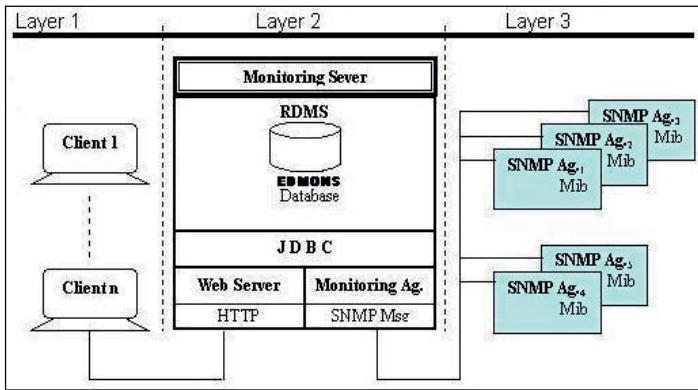 Layer 1
Layer 2
Layer 3
Monitoring Sever
RDMS
EDMONS
Database
JDBC
Web Server
Monitoring Ag.
HTTP
SNMP Msg
Client 1
Client n
SNMP Ag.3
Mib
SNMP Ag.2
Mib
SNMP Ag.1
Mib
SNMP Ag.5
Mib
SNMP Ag.4
Mib